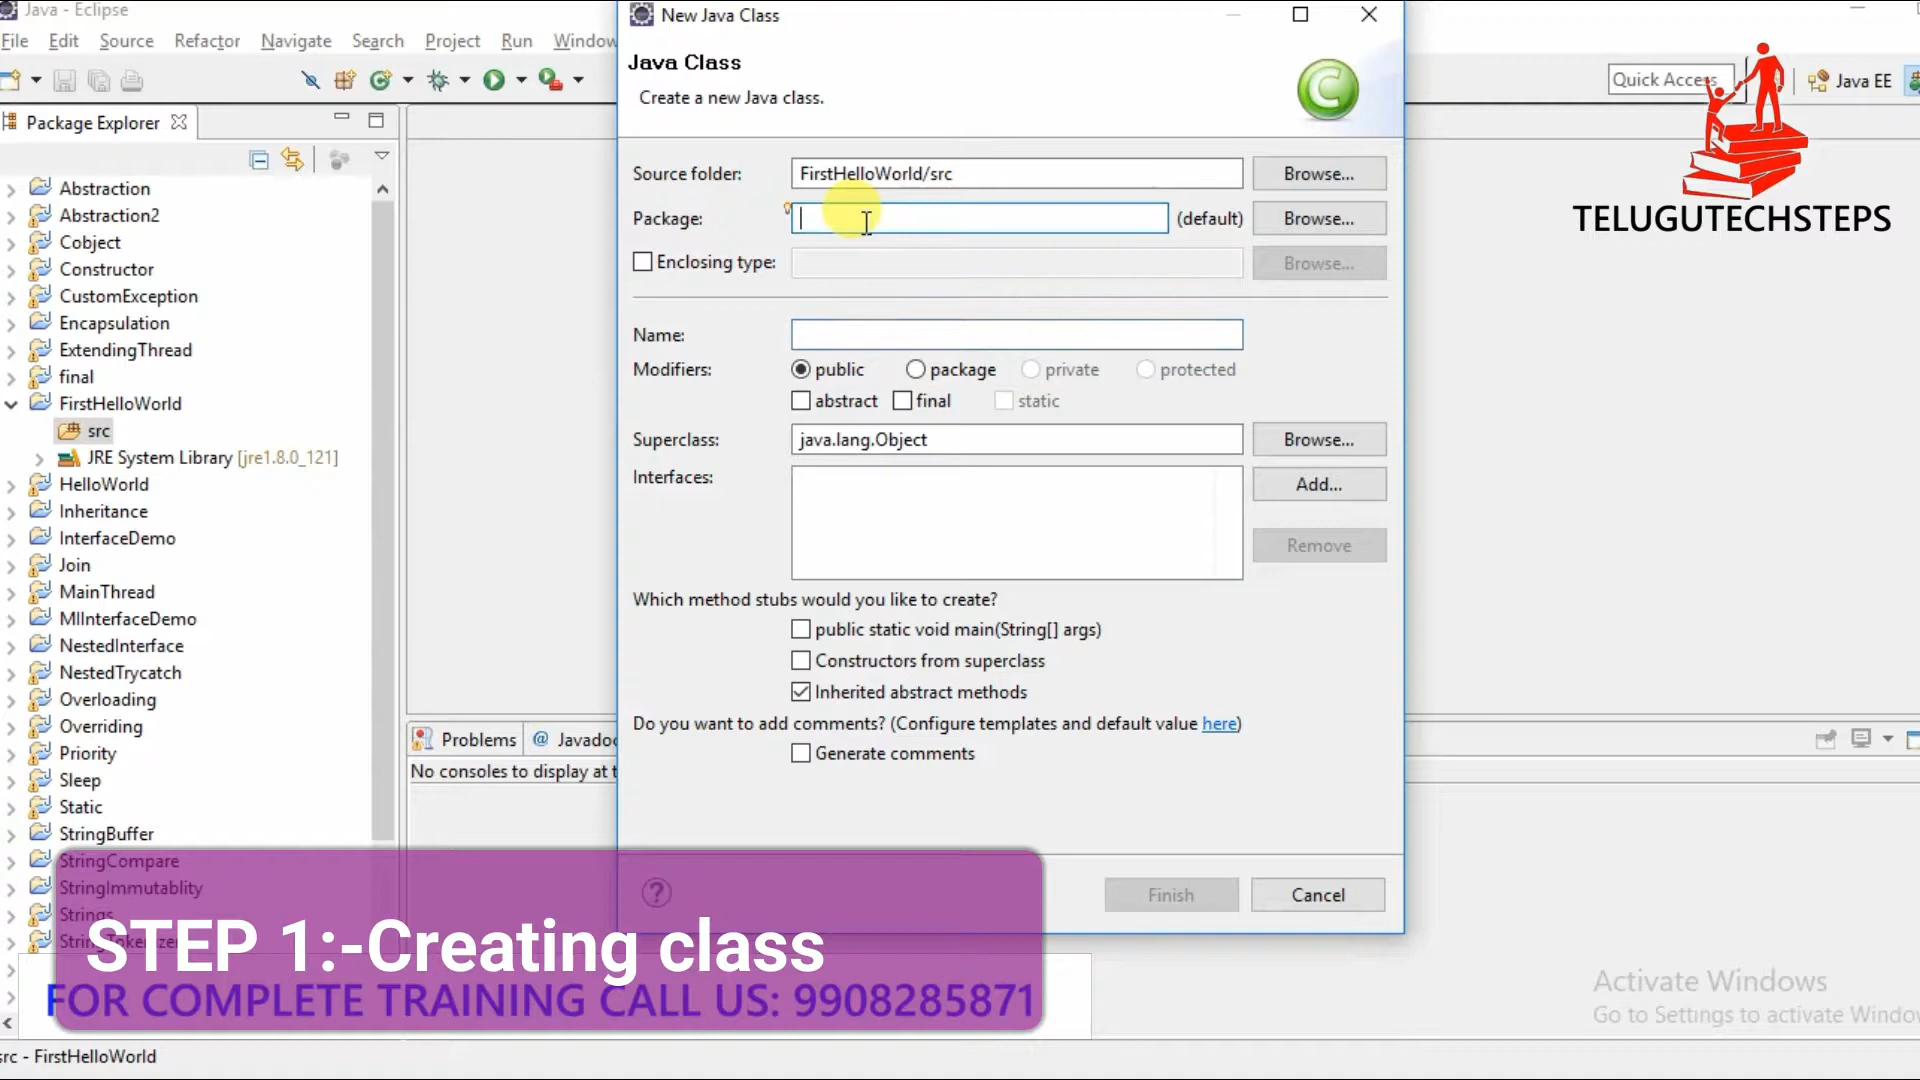 Java - Eclipse
File Edit Source Refactor Navigate Search Project Run Window
Quick Access
Java EE
Package Explorer
Abstraction
Abstraction2
Cobject
Constructor
CustomException
Encapsulation
ExtendingThread
final
FirstHelloWorld
src
JRE System Library [jre1.8.0_121]
HelloWorld
Inheritance
InterfaceDemo
Join
MainThread
MlInterfaceDemo
NestedInterface
NestedTrycatch
Overloading
Overriding
Priority
Sleep
Static
StringBuffer
StringCompare
StringImmutablity
Strings
New Java Class
Java Class
Create a new Java class.
C
Source folder: FirstHelloWorld/src Browse...
Package: (default) Browse...
Enclosing type: Browse...
Name:
Modifiers: public package private protected
abstract final static
Superclass: java.lang.Object Browse...
Interfaces: Add...
Remove
Which method stubs would you like to create?
public static void main(String[] args)
Constructors from superclass
Inherited abstract methods
Do you want to add comments? (Configure templates and default value here)
Generate comments
? Finish Cancel
TELUGUTECHSTEPS
Problems @ Javadoc
No consoles to display at t
STEP 1:-Creating class
FOR COMPLETE TRAINING CALL US: 9908285871
Activate Windows
Go to Settings to activate Windo
src - FirstHelloWorld